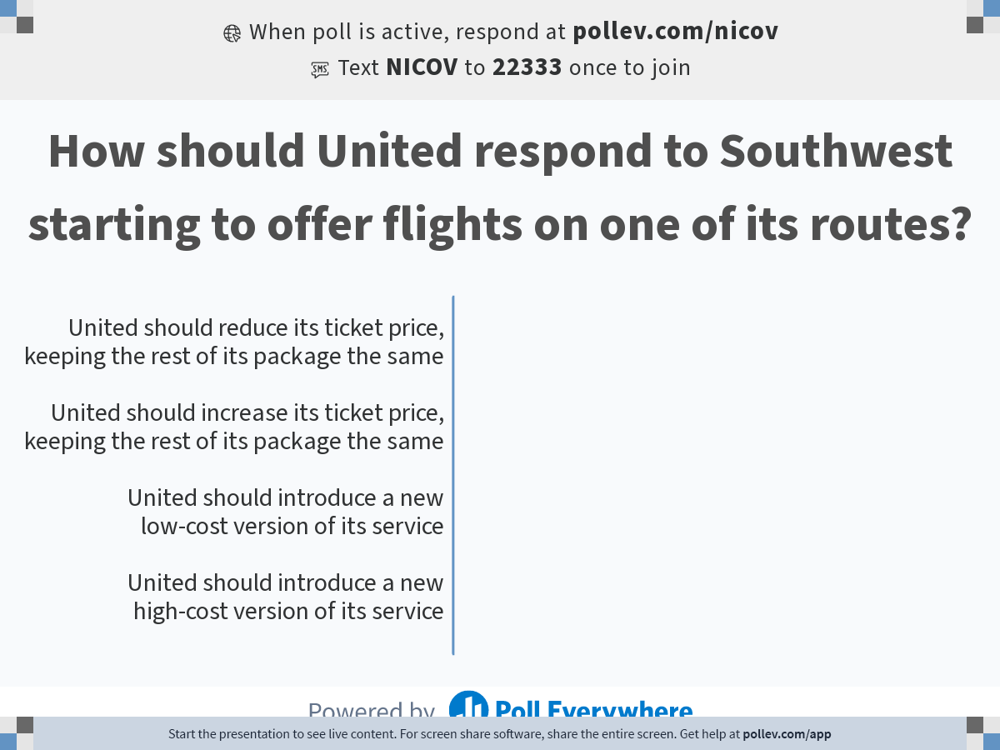 When poll is active, respond at pollev.com/nicov
SMS Text NICOV to 22333 once to join
How should United respond to Southwest
starting to offer flights on one of its routes?
United should reduce its ticket price,
keeping the rest of its package the same
United should increase its ticket price,
keeping the rest of its package the same
United should introduce a new
low-cost version of its service
United should introduce a new
high-cost version of its service
Powered by Poll Everywhere
Start the presentation to see live content. For screen share software, share the entire screen. Get help at pollev.com/app